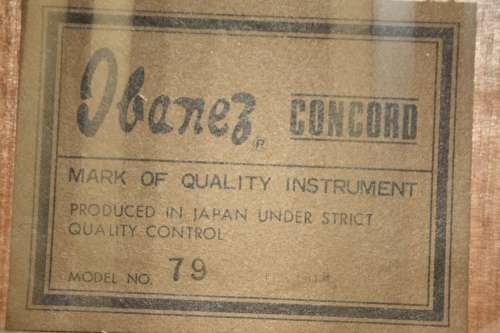 Ibanez R CONCORD
MARK OF QUALITY INSTRUMENT
PRODUCED IN JAPAN UNDER STRICT
QUALITY CONTROL
MODEL NO. 79